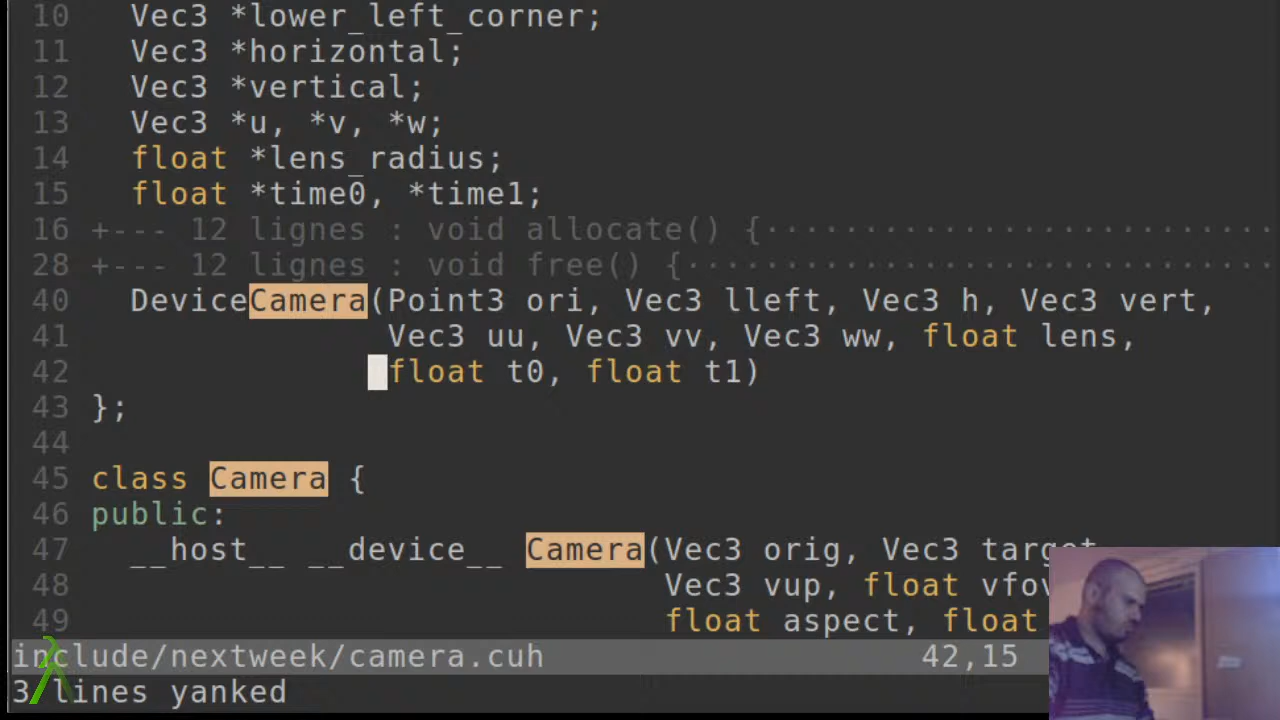 10 Vec3 *lower_left_corner;
11 Vec3 *horizontal;
12 Vec3 *vertical;
13 Vec3 *u, *v, *w;
14 float *lens_radius;
15 float *time0, *time1;
16 +--- 12 lignes : void allocate() {··························
28 +--- 12 lignes : void free() {······························
40 DeviceCamera(Point3 ori, Vec3 lleft, Vec3 h, Vec3 vert,
41 Vec3 uu, Vec3 vv, Vec3 ww, float lens,
42 float t0, float t1)
43 };
44
45 class Camera {
46 public:
47 __host__ __device__ Camera(Vec3 orig, Vec3 target
48 Vec3 vup, float vfov
49 float aspect, float
include/nextweek/camera.cuh 42,15
3 lines yanked